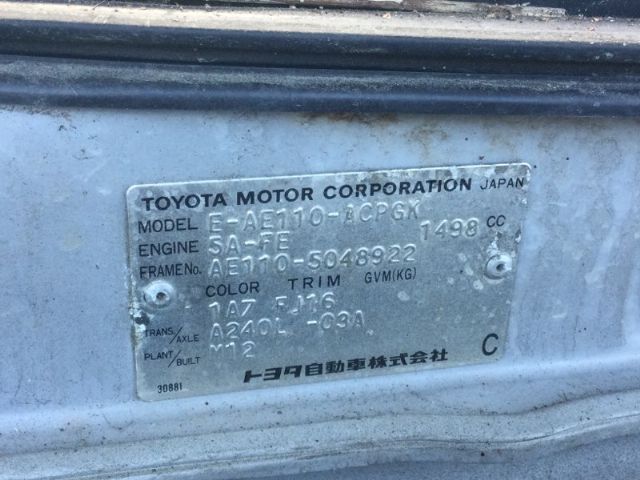 TOYOTA MOTOR CORPORATION JAPAN
MODEL E-AE110-ACPGK
ENGINE 5A-FE 1498 CC
FRAME No. AE110-5048922
COLOR TRIM GVM(KG)
1A7 FJ16
TRANS./AXLE A240L -03A
PLANT/BUILT M12
トヨタ自動車株式会社 C
30881